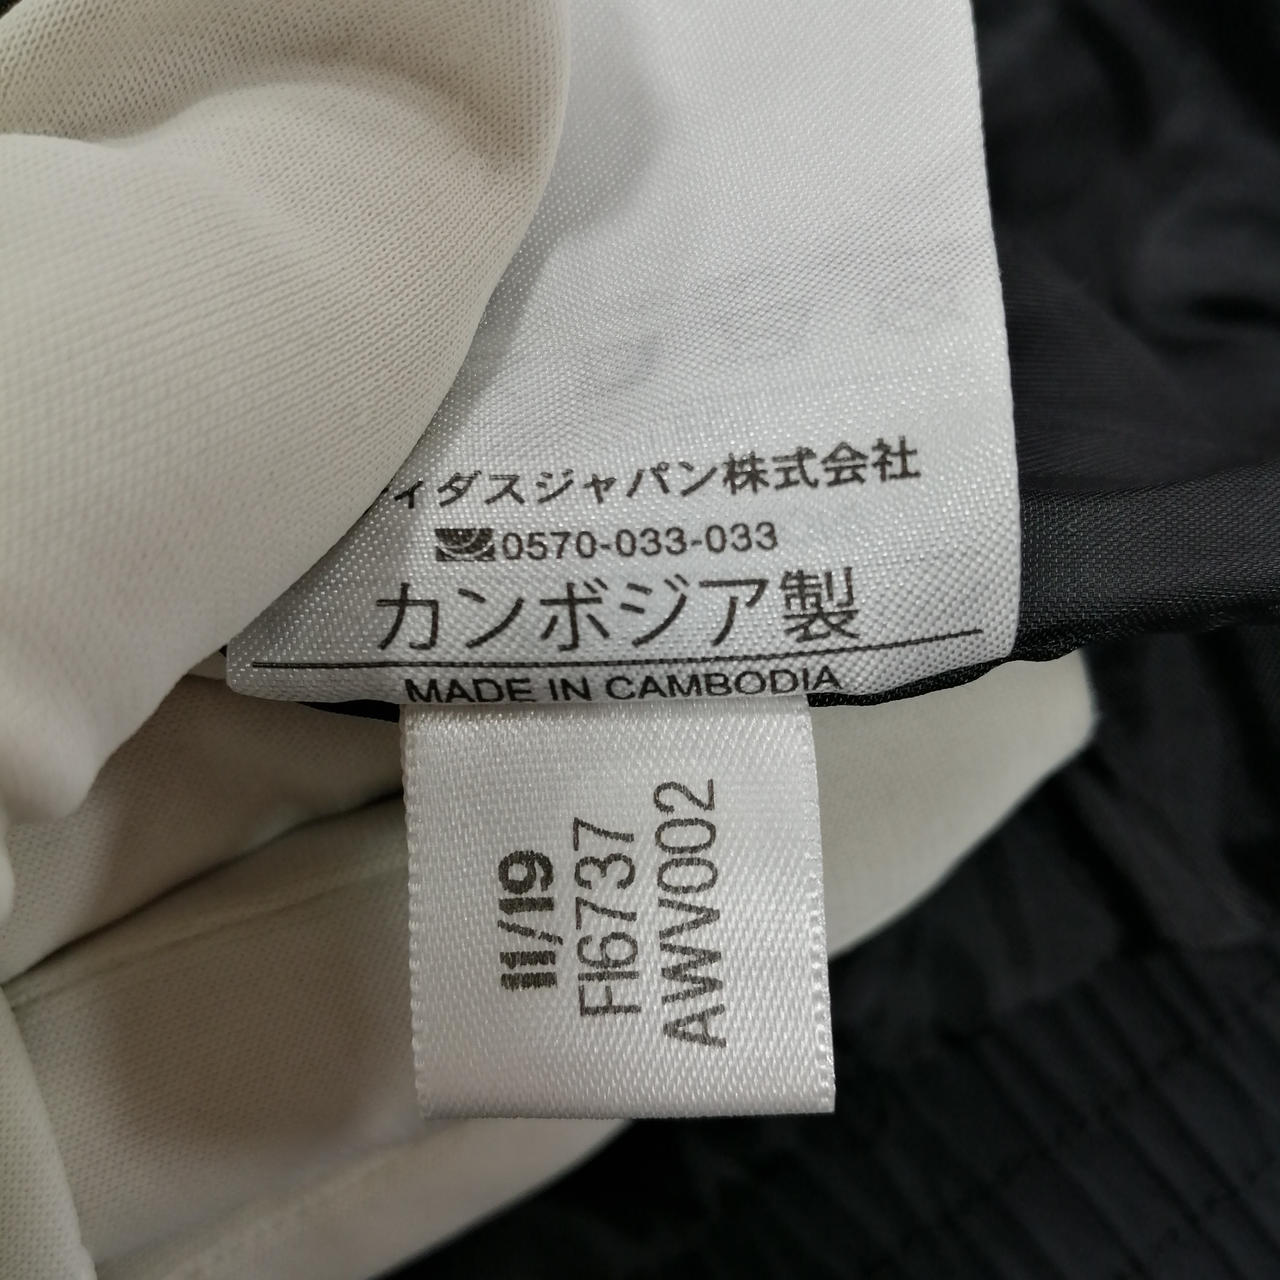 ィダスジャパン株式会社
0570-033-033
カンボジア製
MADE IN CAMBODIA
11/19
FI6737
AWV002